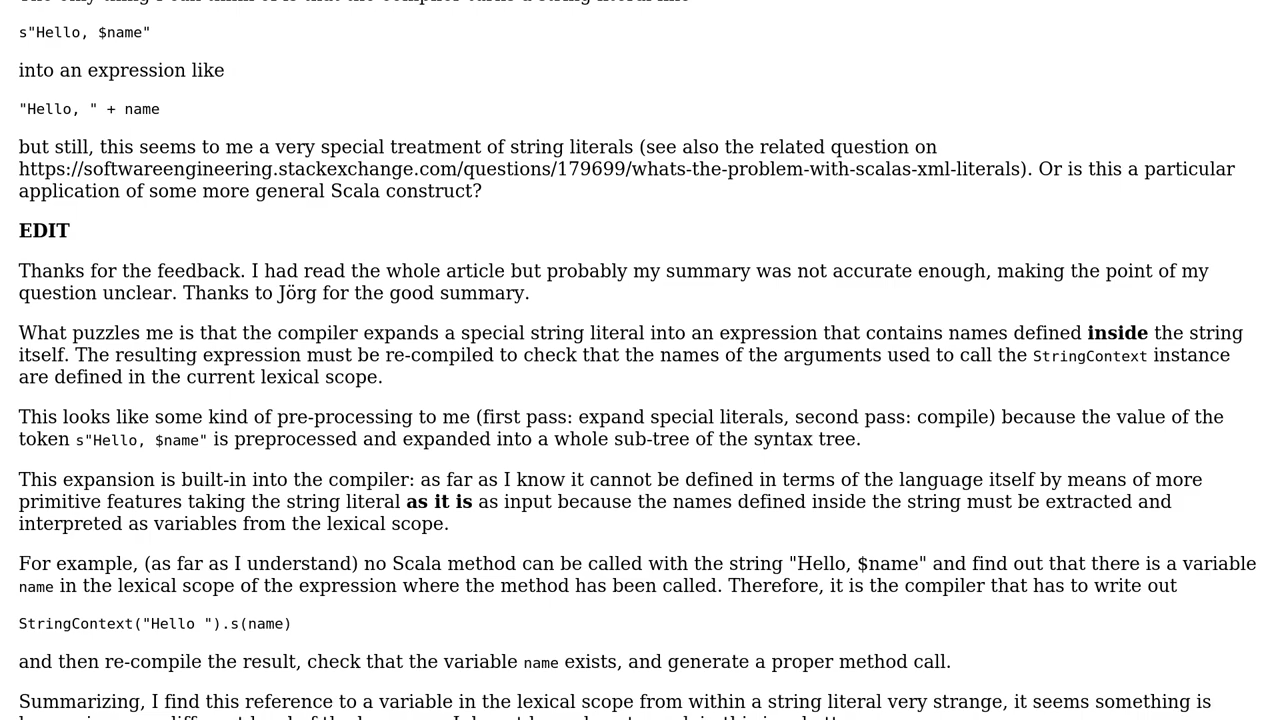 s"Hello, $name"
into an expression like
"Hello, " + name
but still, this seems to me a very special treatment of string literals (see also the related question on
https://softwareengineering.stackexchange.com/questions/179699/whats-the-problem-with-scalas-xml-literals). Or is this a particular
application of some more general Scala construct?
EDIT
Thanks for the feedback. I had read the whole article but probably my summary was not accurate enough, making the point of my
question unclear. Thanks to Jörg for the good summary.
What puzzles me is that the compiler expands a special string literal into an expression that contains names defined inside the string
itself. The resulting expression must be re-compiled to check that the names of the arguments used to call the StringContext instance
are defined in the current lexical scope.
This looks like some kind of pre-processing to me (first pass: expand special literals, second pass: compile) because the value of the
token s"Hello, $name" is preprocessed and expanded into a whole sub-tree of the syntax tree.
This expansion is built-in into the compiler: as far as I know it cannot be defined in terms of the language itself by means of more
primitive features taking the string literal as it is as input because the names defined inside the string must be extracted and
interpreted as variables from the lexical scope.
For example, (as far as I understand) no Scala method can be called with the string "Hello, $name" and find out that there is a variable
name in the lexical scope of the expression where the method has been called. Therefore, it is the compiler that has to write out
StringContext("Hello ").s(name)
and then re-compile the result, check that the variable name exists, and generate a proper method call.
Summarizing, I find this reference to a variable in the lexical scope from within a string literal very strange, it seems something is